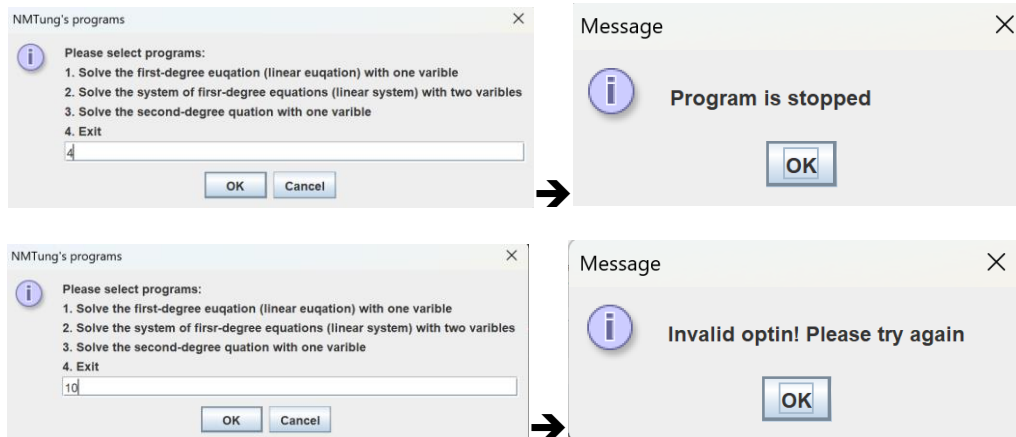 NMTung's programs
Please select programs:
1. Solve the first-degree euqation (linear euqation) with one varible
2. Solve the system of firsr-degree equations (linear system) with two varibles
3. Solve the second-degree quation with one varible
4. Exit
4
OK Cancel
Message
Program is stopped
OK
NMTung's programs
Please select programs:
1. Solve the first-degree euqation (linear euqation) with one varible
2. Solve the system of firsr-degree equations (linear system) with two varibles
3. Solve the second-degree quation with one varible
4. Exit
10
OK Cancel
Message
Invalid optin! Please try again
OK